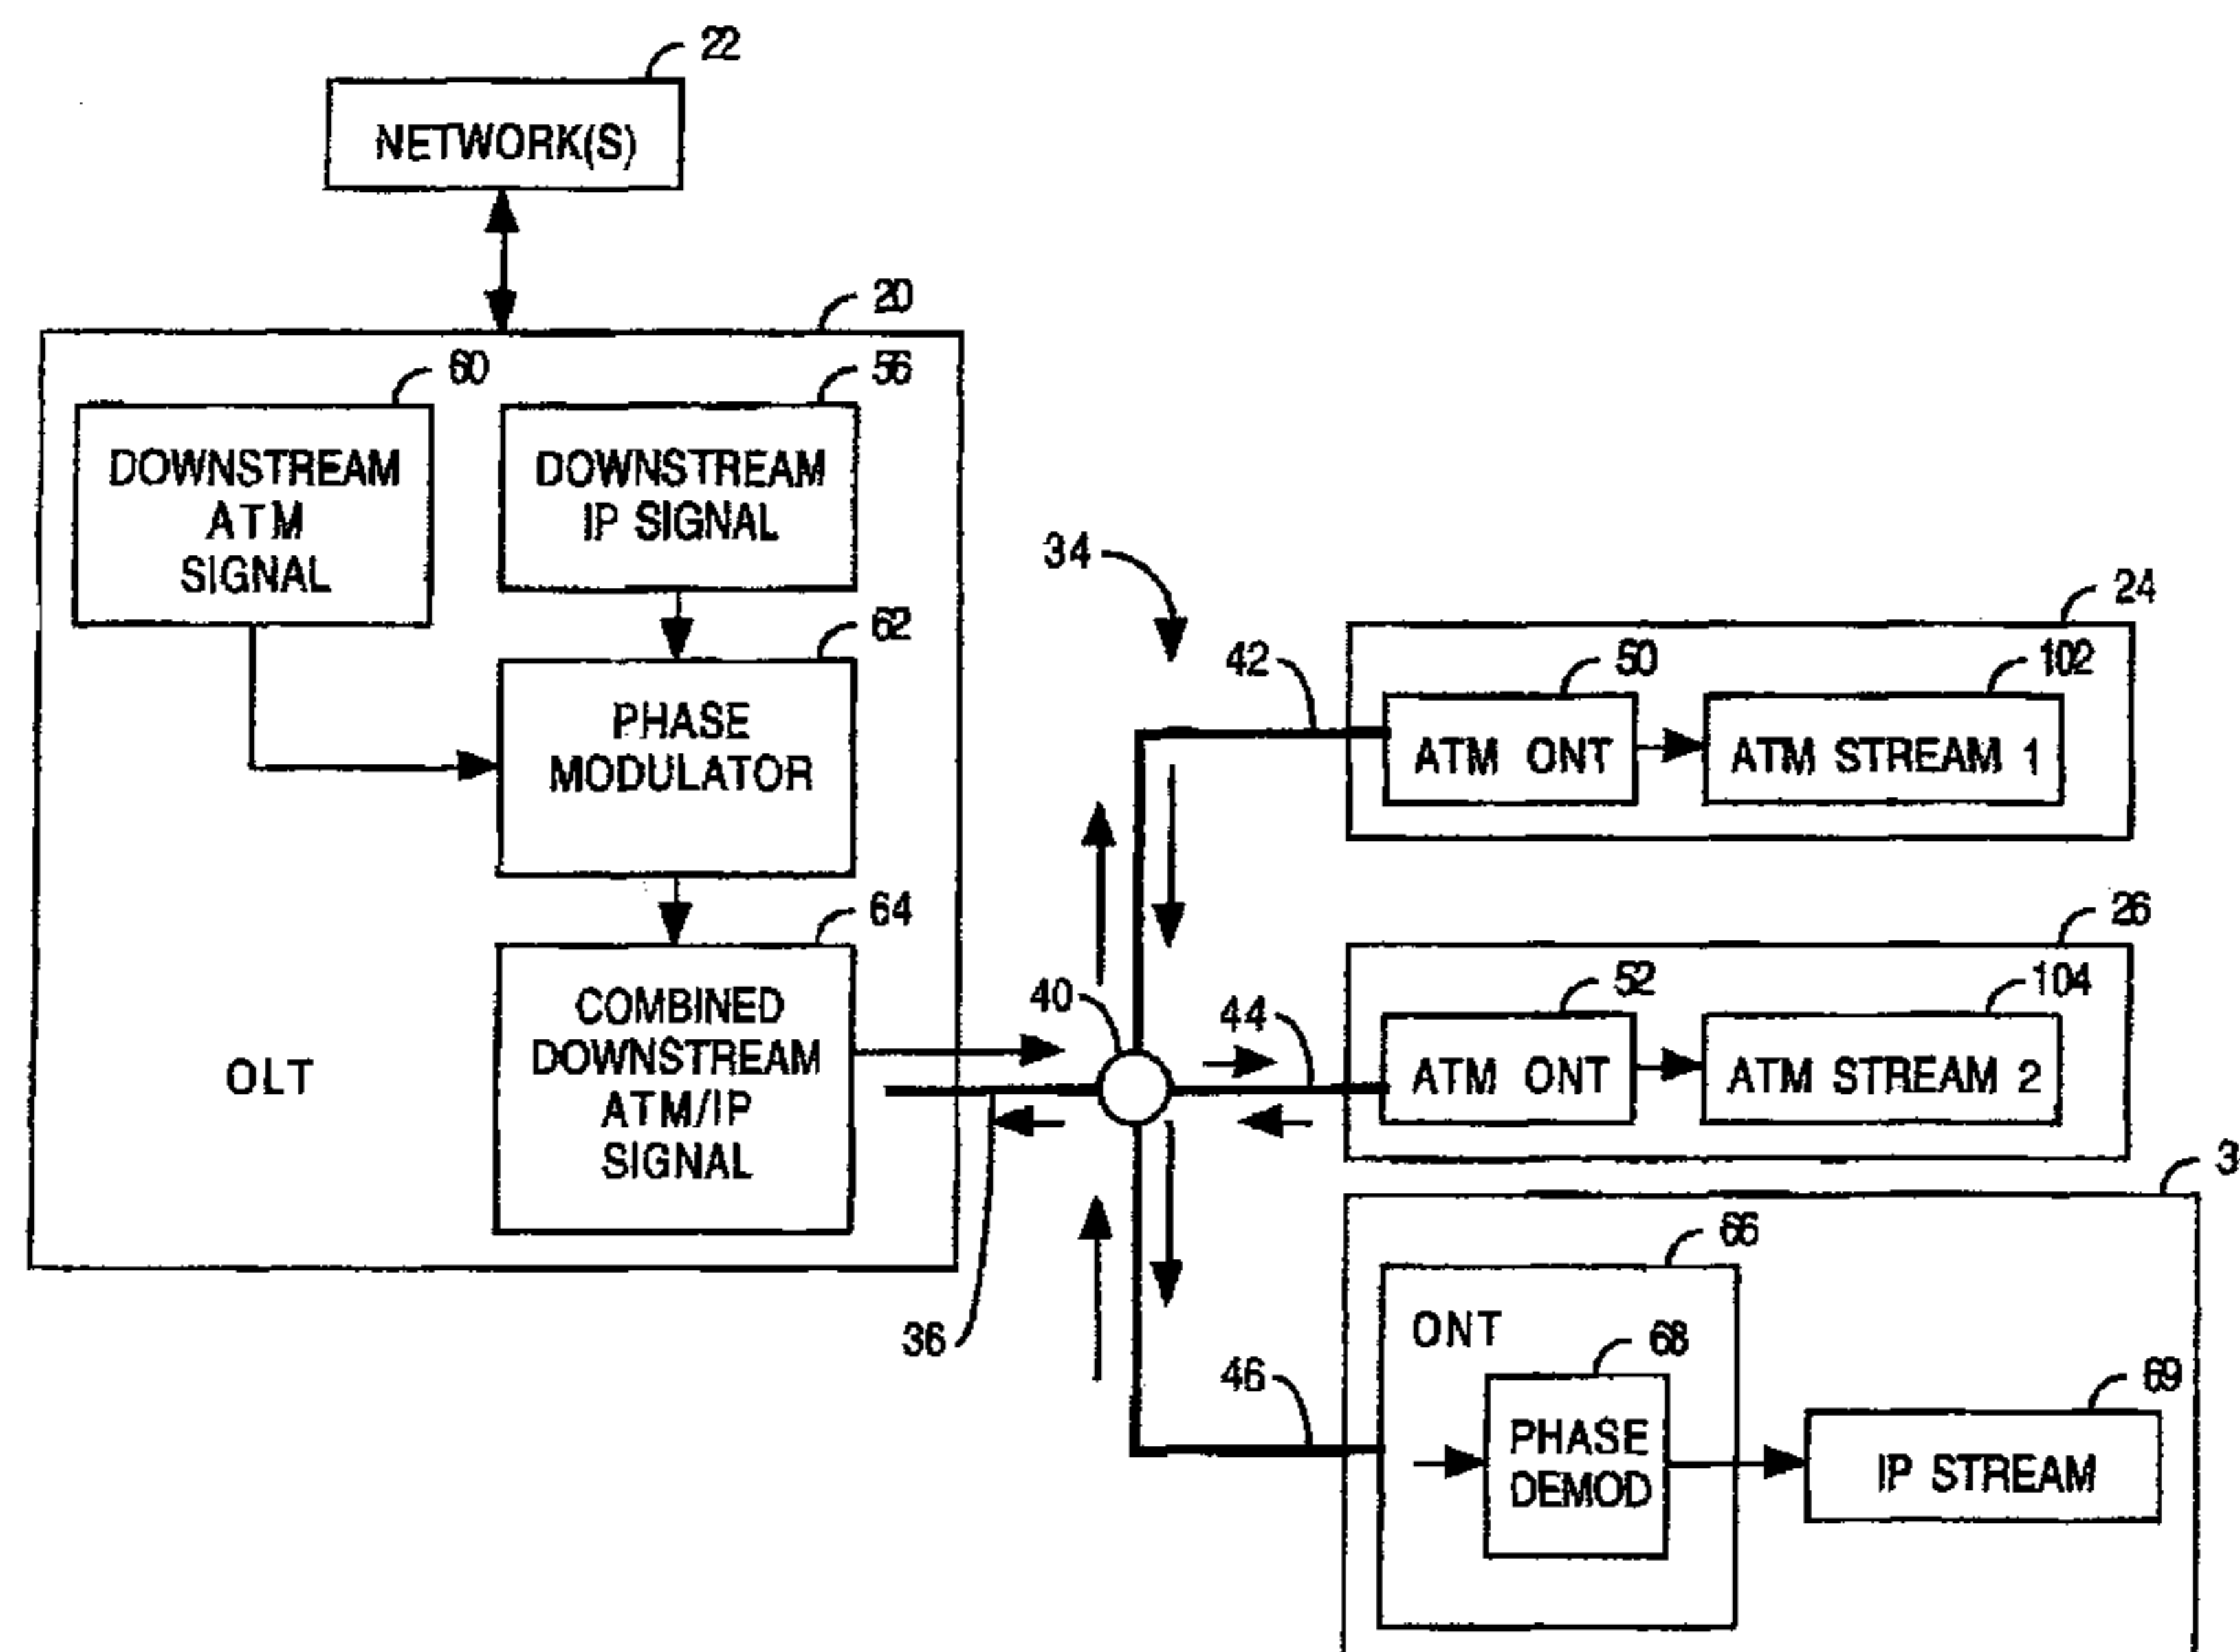 22
NETWORK(S)
20
60
56
DOWNSTREAM
ATM
SIGNAL
DOWNSTREAM
IP SIGNAL
62
PHASE
MODULATOR
64
COMBINED
DOWNSTREAM
ATM/IP
SIGNAL
OLT
34
24
42
50
102
ATM ONT
ATM STREAM 1
26
40
44
52
104
ATM ONT
ATM STREAM 2
3
36
66
ONT
68
46
PHASE
DEMOD
69
IP STREAM